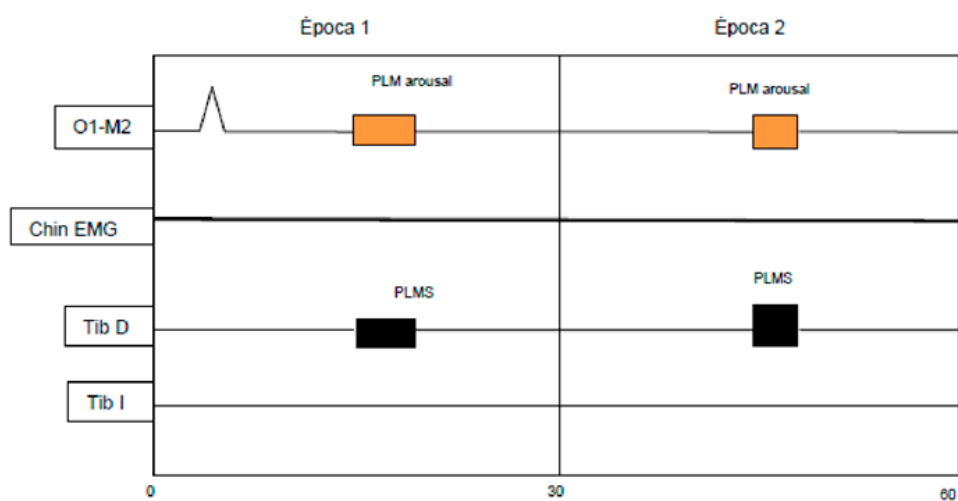 Época 1
Época 2
PLM arousal
PLM arousal
O1-M2
Chin EMG
PLMS
PLMS
Tib D
Tib I
0
30
60